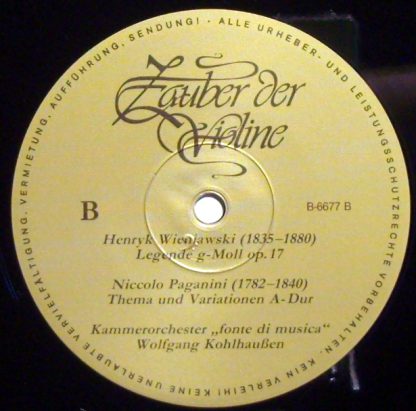 ALLE URHEBER- UND LEISTUNGSSCHUTZRECHTE VORBEHALTEN. KEIN VERLEIH! KEINE UNERLAUBTE VERVIELFÄLTIGUNG, VERMIETUNG, AUFFÜHRUNG, SENDUNG! -
Zauber der
Violine
B
B-6677 B
Henryk Wieniawski (1835–1880)
Legende g-Moll op. 17
Niccolo Paganini (1782–1840)
Thema und Variationen A-Dur
Kammerorchester „fonte di musica“
Wolfgang Kohlhaußen